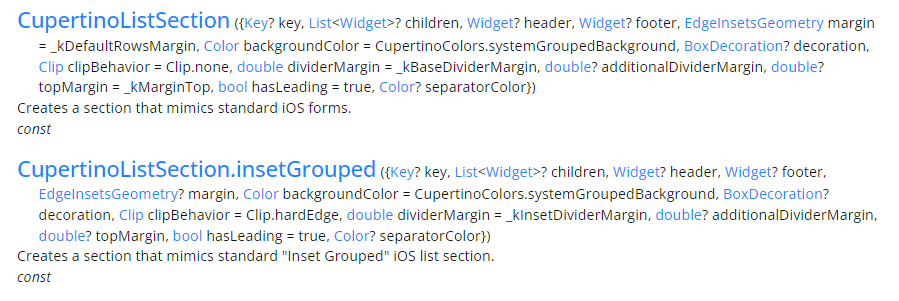 CupertinoListSection ({Key? key, List<Widget>? children, Widget? header, Widget? footer, EdgeInsetsGeometry margin
= _kDefaultRowsMargin, Color backgroundColor = CupertinoColors.systemGroupedBackground, BoxDecoration? decoration,
Clip clipBehavior = Clip.none, double dividerMargin = _kBaseDividerMargin, double? additionalDividerMargin, double?
topMargin = _kMarginTop, bool hasLeading = true, Color? separatorColor})
Creates a section that mimics standard iOS forms.
const
CupertinoListSection.insetGrouped ({Key? key, List<Widget>? children, Widget? header, Widget? footer,
EdgeInsetsGeometry? margin, Color backgroundColor = CupertinoColors.systemGroupedBackground, BoxDecoration?
decoration, Clip clipBehavior = Clip.hardEdge, double dividerMargin = _kInsetDividerMargin, double? additionalDividerMargin,
double? topMargin, bool hasLeading = true, Color? separatorColor})
Creates a section that mimics standard "Inset Grouped" iOS list section.
const